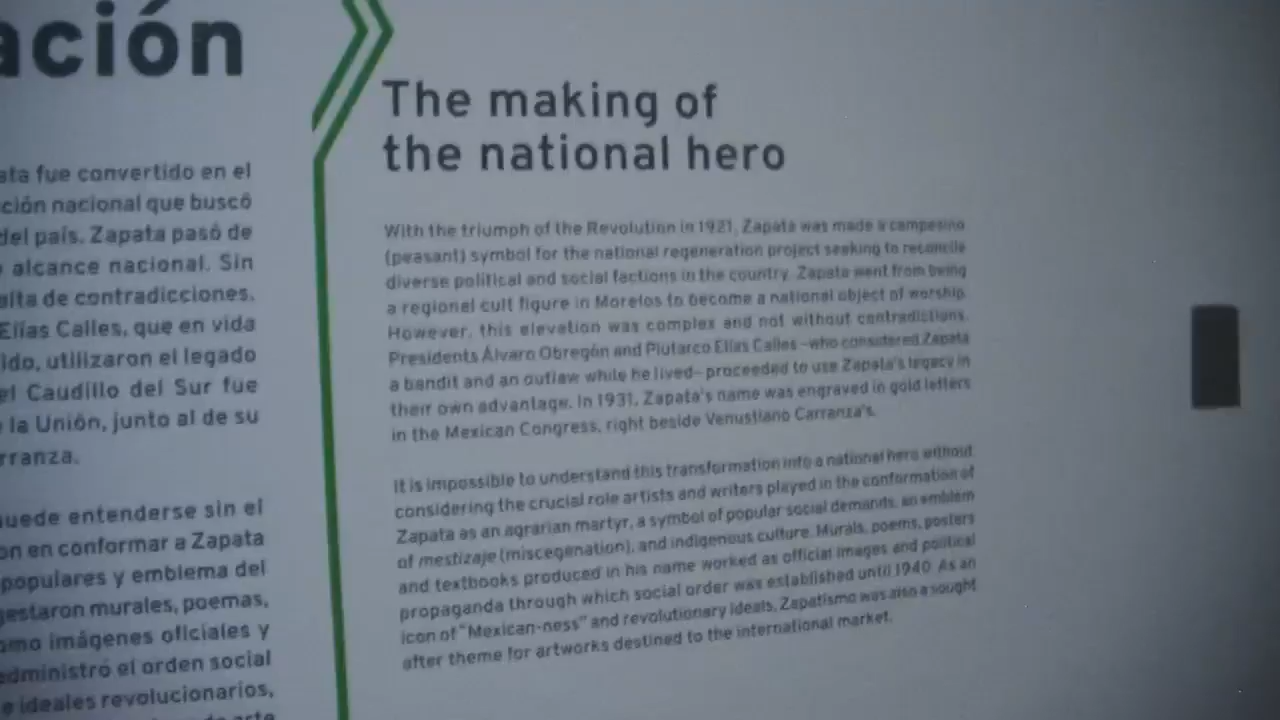 ación
ata fue convertido en el
ción nacional que buscó
del país. Zapata pasó de
alcance nacional. Sin
de contradicciones.
Elías Calles, que en vida
ido, utilizaron el legado
el Caudillo del Sur fue
la Unión, junto al de su
rranza.
uede entenderse sin el
on en conformar a Zapata
populares y emblema del
gestaron murales, poemas,
omo imágenes oficiales y
administró el orden social
e ideales revolucionarios,
The making of
the national hero
With the triumph of the Revolution in 1921, Zapata was made a campesino
(peasant) symbol for the national regeneration project seeking to reconcile
diverse political and social factions in the country. Zapata went from being
a regional cult figure in Morelos to become a national object of worship.
However, this elevation was complex and not without contradictions.
Presidents Álvaro Obregón and Plutarco Elías Calles–who considered Zapata
a bandit and an outlaw while he lived–proceeded to use Zapata's legacy in
their own advantage. In 1931, Zapata's name was engraved in gold letters
in the Mexican Congress, right beside Venustiano Carranza's.
It is impossible to understand this transformation into a national hero without
considering the crucial role artists and writers played in the conformation of
Zapata as an agrarian martyr, a symbol of popular social demands, an emblem
of mestizaje (miscegenation), and indigenous culture. Murals, poems, posters
and textbooks produced in his name worked as official images and political
propaganda through which social order was established until 1940. As an
icon of "Mexican-ness" and revolutionary ideals, Zapatismo was also a sought
after theme for artworks destined to the international market.